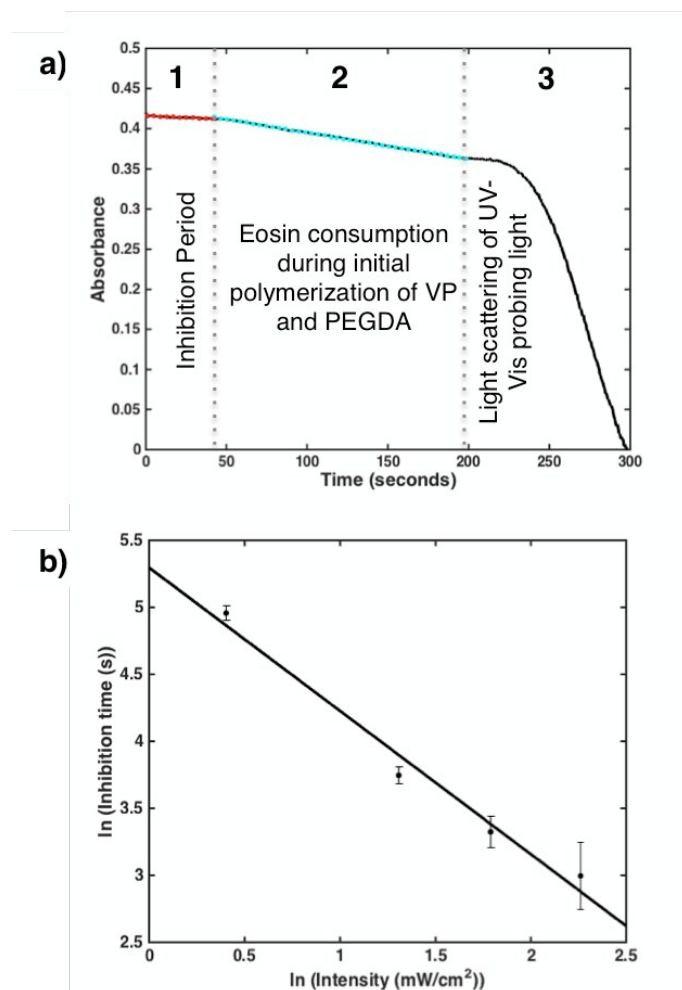 a)
1
2
3
0.5
0.45
0.4
0.35
0.3
0.25
0.2
0.15
0.1
0.05
0
Absorbance
Inhibition Period
Eosin consumption
during initial
polymerization of VP
and PEGDA
Light scattering of UV-
Vis probing light
0
50
100
150
200
250
300
Time (seconds)
b)
5.5
5
4.5
4
3.5
3
2.5
ln (Inhibition time (s))
0
0.5
1
1.5
2
2.5
ln (Intensity (mW/cm²))